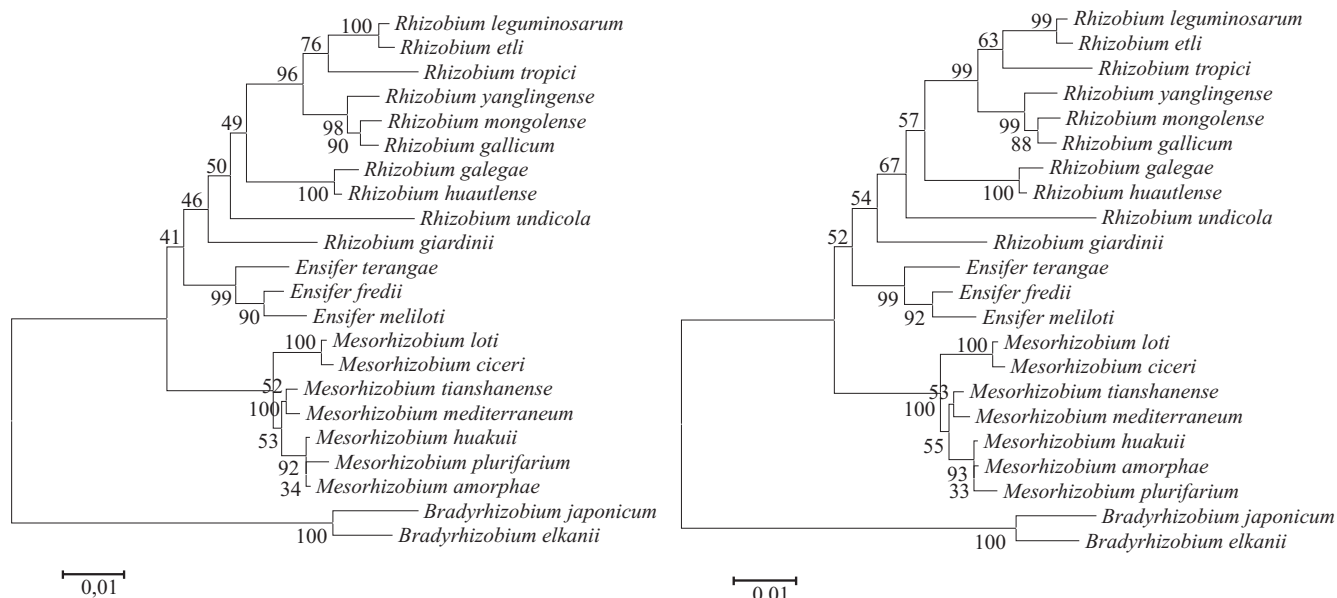 100
Rhizobium leguminosarum
76
Rhizobium etli
96
Rhizobium tropici
Rhizobium yanglingense
98
Rhizobium mongolense
49
90
Rhizobium gallicum
50
Rhizobium galegae
100
Rhizobium huautlense
46
Rhizobium undicola
41
Rhizobium giardinii
Ensifer terangae
99
Ensifer fredii
90
Ensifer meliloti
100
Mesorhizobium loti
Mesorhizobium ciceri
52
Mesorhizobium tianshanense
100
Mesorhizobium mediterraneum
53
Mesorhizobium huakuii
92
Mesorhizobium plurifarium
34
Mesorhizobium amorphae
Bradyrhizobium japonicum
100
Bradyrhizobium elkanii
0,01
99
Rhizobium leguminosarum
63
Rhizobium etli
99
Rhizobium tropici
Rhizobium yanglingense
99
Rhizobium mongolense
57
88
Rhizobium gallicum
67
Rhizobium galegae
100
Rhizobium huautlense
54
Rhizobium undicola
52
Rhizobium giardinii
Ensifer terangae
99
Ensifer fredii
92
Ensifer meliloti
100
Mesorhizobium loti
Mesorhizobium ciceri
53
Mesorhizobium tianshanense
100
Mesorhizobium mediterraneum
55
Mesorhizobium huakuii
93
Mesorhizobium amorphae
33
Mesorhizobium plurifarium
Bradyrhizobium japonicum
100
Bradyrhizobium elkanii
0,01